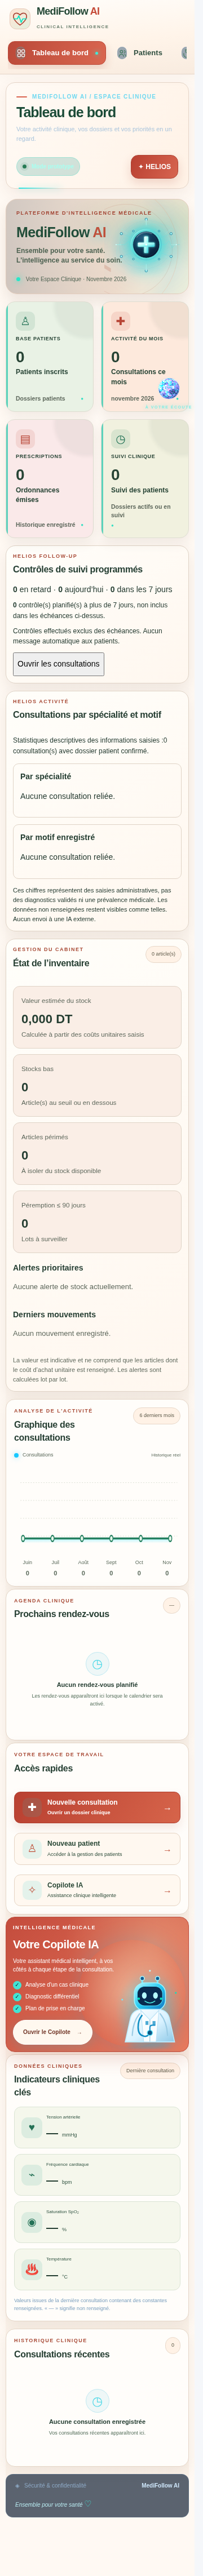 MediFollow AI
CLINICAL INTELLIGENCE
Tableau de bord
Patients
MEDIFOLLOW AI | ESPACE CLINIQUE
Tableau de bord
Votre activité clinique, vos dossiers et vos priorités en un
regard.
+ HELIOS
PLATEFORME D'INTELLIGENCE MÉDICALE
MediFollow AI
Ensemble pour votre santé.
L'intelligence au service du soin.
Votre Espace Clinique · Novembre 2026
BASE PATIENTS
0
Patients inscrits
Dossiers patients
ACTIVITÉ DU MOIS
0
Consultations ce
mois
novembre 2026
PRESCRIPTIONS
0
Ordonnances
émises
Historique enregistré
SUIVI CLINIQUE
0
Suivi des patients
Dossiers actifs ou en
suivi
HELIOS FOLLOW-UP
Contrôles de suivi programmés
0 en retard · 0 aujourd'hui · 0 dans les 7 jours
0 contrôle(s) planifié(s) à plus de 7 jours, non inclus
dans les échéances ci-dessus.
Contrôles effectués exclus des échéances. Aucun
message automatique aux patients.
Ouvrir les consultations
HELIOS ACTIVITÉ
Consultations par spécialité et motif
Statistiques descriptives des informations saisies :0
consultation(s) avec dossier patient confirmé.
Par spécialité
Aucune consultation reliée.
Par motif enregistré
Aucune consultation reliée.
Ces chiffres représentent des saisies administratives, pas
des diagnostics validés ni une prévalence médicale. Les
données non renseignées restent visibles comme telles.
Aucun envoi à une IA externe.
GESTION DU CABINET
0 article(s)
État de l'inventaire
Valeur estimée du stock
0,000 DT
Calculée à partir des coûts unitaires saisis
Stocks bas
0
Article(s) au seuil ou en dessous
Articles périmés
0
À isoler du stock disponible
Péremption ≤ 90 jours
0
Lots à surveiller
Alertes prioritaires
Aucune alerte de stock actuellement.
Derniers mouvements
Aucun mouvement enregistré.
La valeur est indicative et ne comprend que les articles dont
le coût d'achat unitaire est renseigné. Les alertes sont
calculées lot par lot.
ANALYSE DE L'ACTIVITÉ
6 derniers mois
Graphique des
consultations
Consultations
Historique réel
Juin Juil Août Sept Oct Nov
0 0 0 0 0 0
AGENDA CLINIQUE
—
Prochains rendez-vous
Aucun rendez-vous planifié
Les rendez-vous apparaîtront ici lorsque le calendrier sera
activé.
VOTRE ESPACE DE TRAVAIL
Accès rapides
Nouvelle consultation
Ouvrir un dossier clinique
→
Nouveau patient
Accéder à la gestion des patients
→
Copilote IA
Assistance clinique intelligente
→
INTELLIGENCE MÉDICALE
Votre Copilote IA
Votre assistant médical intelligent, à vos
côtés à chaque étape de la consultation.
✓ Analyse d'un cas clinique
✓ Diagnostic différentiel
✓ Plan de prise en charge
Ouvrir le Copilote →
DONNÉES CLINIQUES
Dernière consultation
Indicateurs cliniques
clés
Tension artérielle
— mmHg
Fréquence cardiaque
— bpm
Saturation SpO₂
— %
Température
— °C
Valeurs issues de la dernière consultation contenant des constantes
renseignées. « — » signifie non renseigné.
HISTORIQUE CLINIQUE
0
Consultations récentes
Aucune consultation enregistrée
Vos consultations récentes apparaîtront ici.
Sécurité & confidentialité
MediFollow AI
Ensemble pour votre santé